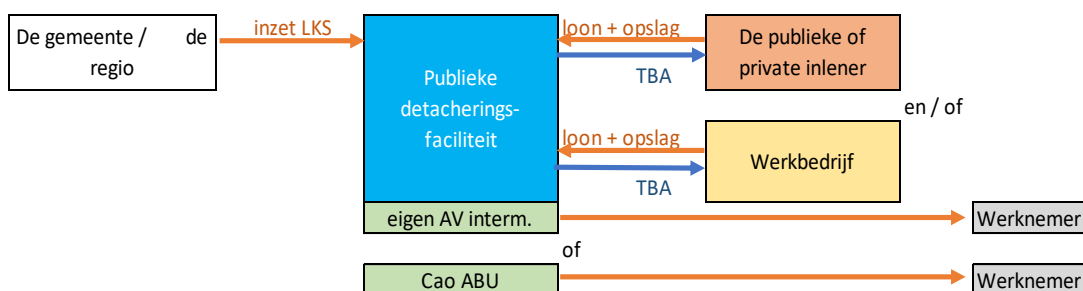 De gemeente / de
regio
inzet LKS
Publieke
detacherings-
faciliteit
loon + opslag
TBA
De publieke of
private inlener
en / of
loon + opslag
TBA
Werkbedrijf
eigen AV interm.
Werknemer
of
Cao ABU
Werknemer